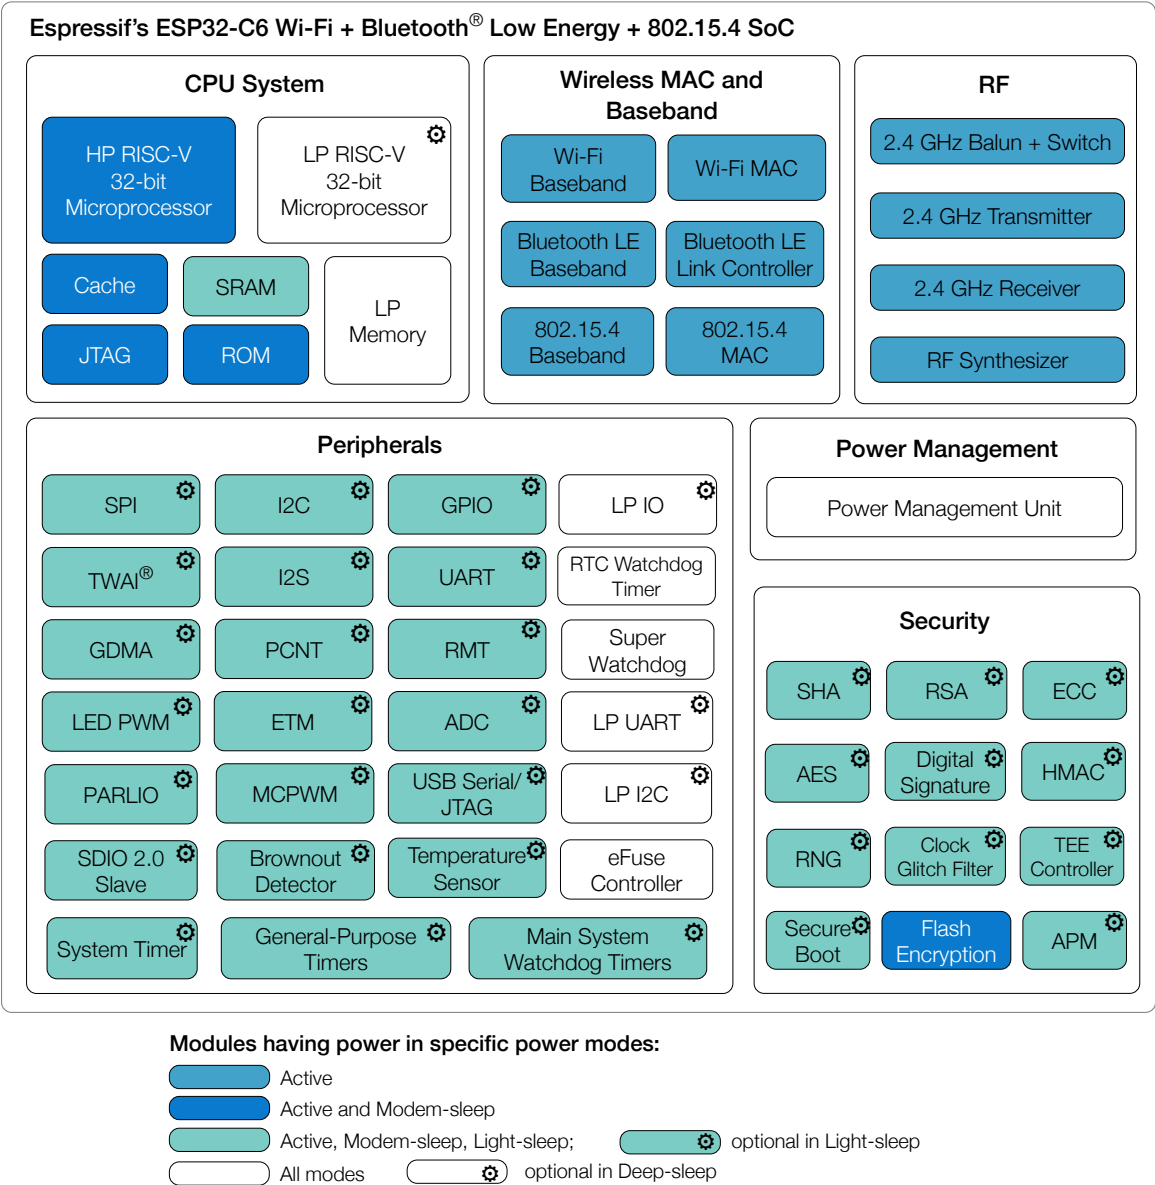 Espressif's ESP32-C6 Wi-Fi + Bluetooth® Low Energy + 802.15.4 SoC
CPU System
HP RISC-V
32-bit
Microprocessor
LP RISC-V
32-bit
Microprocessor
Cache
SRAM
LP
Memory
JTAG
ROM
Wireless MAC and
Baseband
Wi-Fi
Baseband
Wi-Fi MAC
Bluetooth LE
Baseband
Bluetooth LE
Link Controller
802.15.4
Baseband
802.15.4
MAC
RF
2.4 GHz Balun + Switch
2.4 GHz Transmitter
2.4 GHz Receiver
RF Synthesizer
Peripherals
SPI
I2C
GPIO
LP IO
TWAI®
I2S
UART
RTC Watchdog
Timer
GDMA
PCNT
RMT
Super
Watchdog
LED PWM
ETM
ADC
LP UART
PARLIO
MCPWM
USB Serial/
JTAG
LP I2C
SDIO 2.0
Slave
Brownout
Detector
Temperature
Sensor
eFuse
Controller
System Timer
General-Purpose
Timers
Main System
Watchdog Timers
Power Management
Power Management Unit
Security
SHA
RSA
ECC
AES
Digital
Signature
HMAC
RNG
Clock
Glitch Filter
TEE
Controller
Secure
Boot
Flash
Encryption
APM
Modules having power in specific power modes:
Active
Active and Modem-sleep
Active, Modem-sleep, Light-sleep; optional in Light-sleep
All modes optional in Deep-sleep